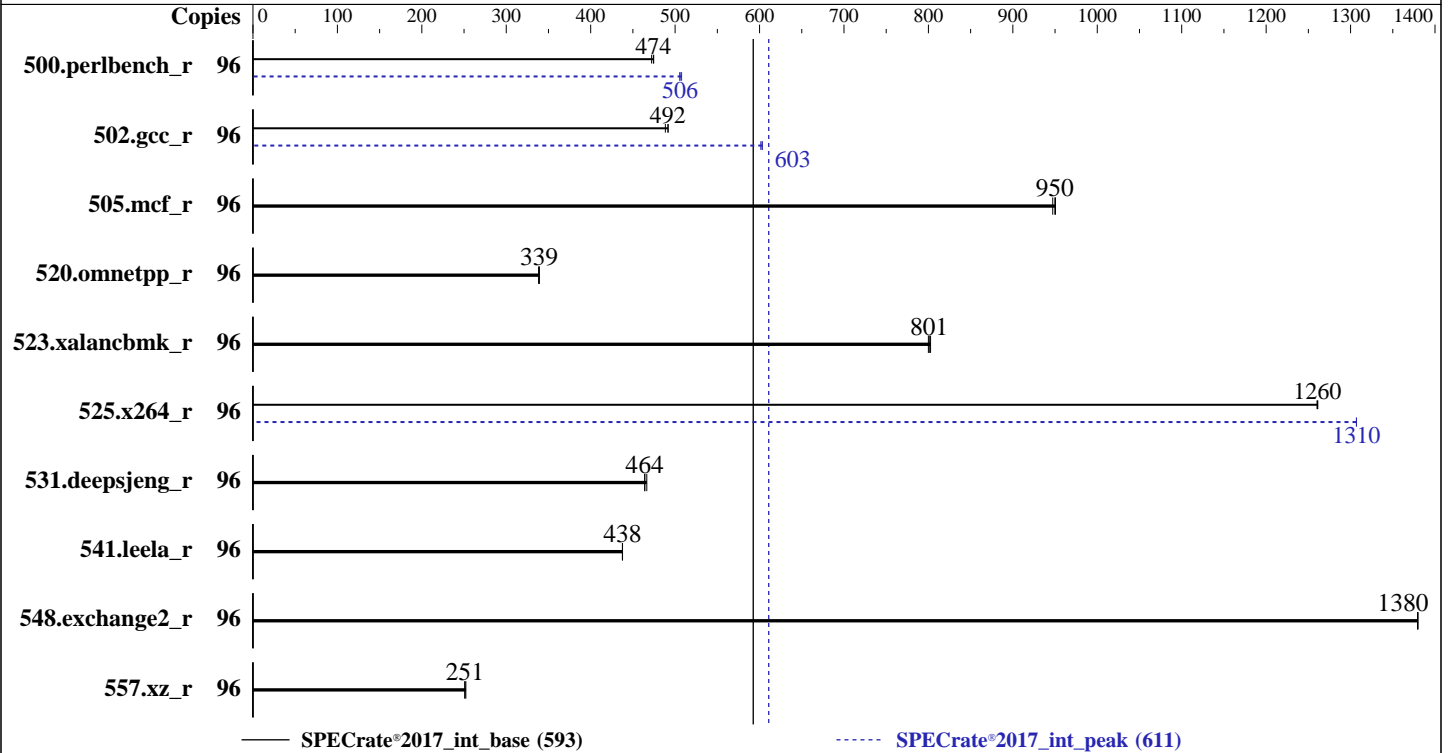 Copies 0 100 200 300 400 500 600 700 800 900 1000 1100 1200 1300 1400
500.perlbench_r 96 474
506
502.gcc_r 96 492
603
505.mcf_r 96 950
520.omnetpp_r 96 339
523.xalancbmk_r 96 801
525.x264_r 96 1260
1310
531.deepsjeng_r 96 464
541.leela_r 96 438
548.exchange2_r 96 1380
557.xz_r 96 251
SPECrate®2017_int_base (593) SPECrate®2017_int_peak (611)